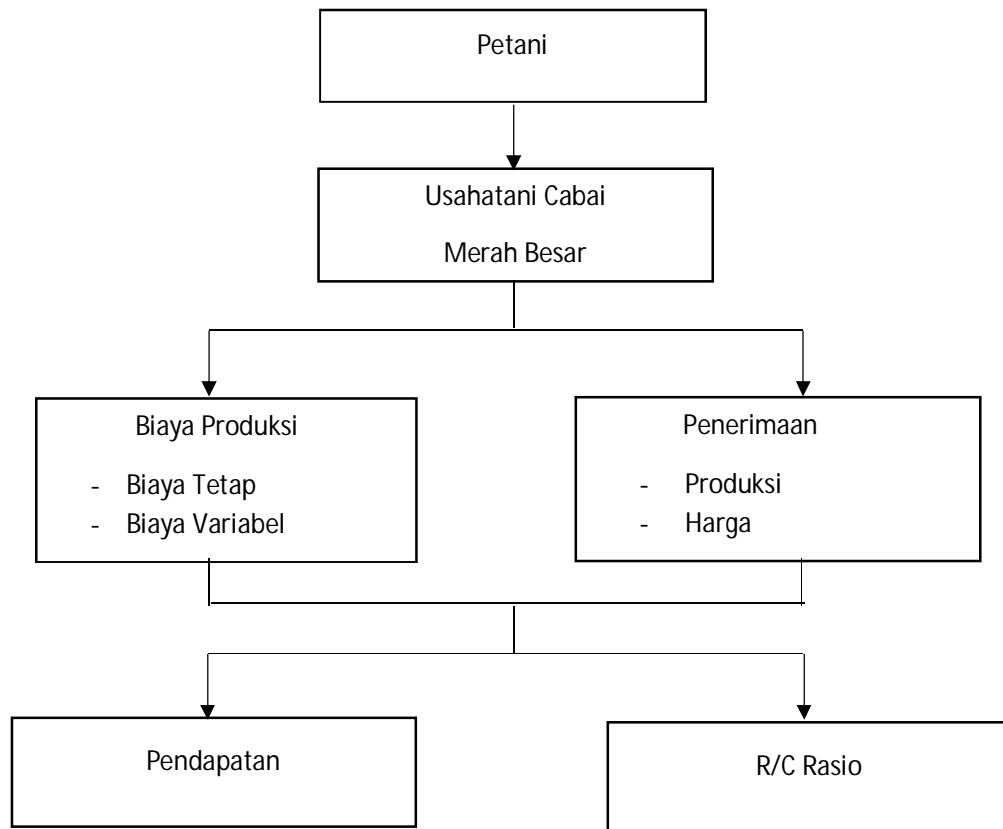 Petani
Usahatani Cabai
Merah Besar
Biaya Produksi
- Biaya Tetap
- Biaya Variabel
Penerimaan
- Produksi
- Harga
Pendapatan
R/C Rasio